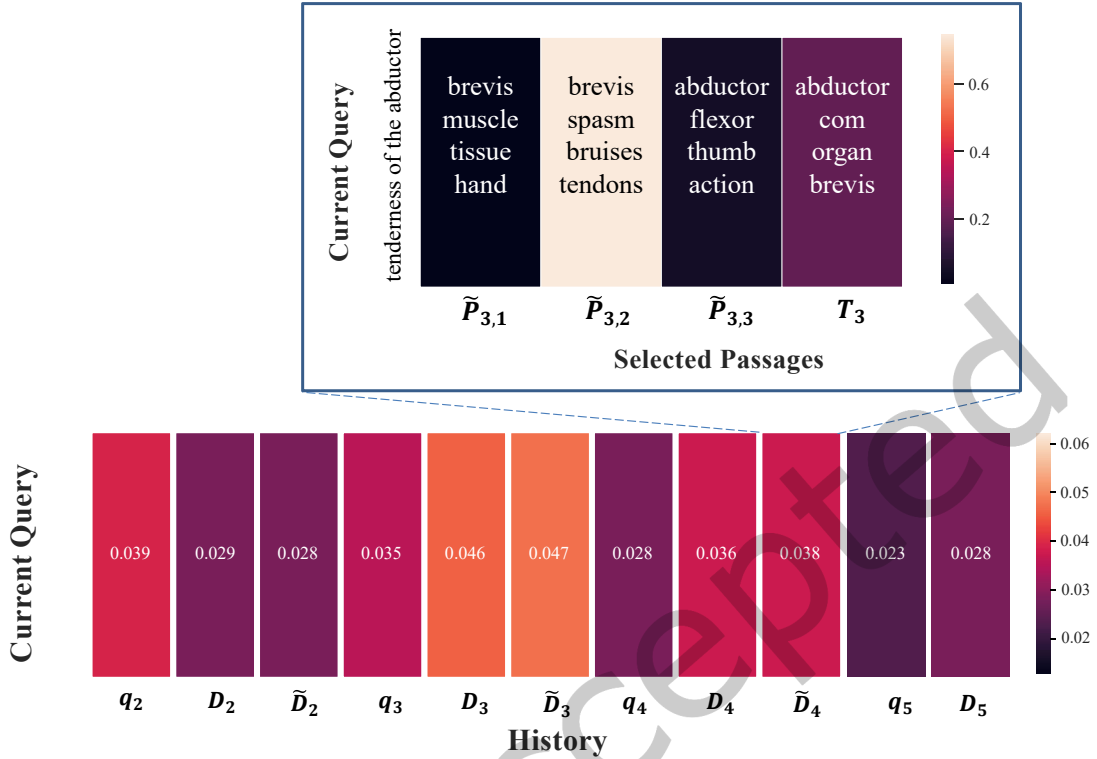 Current Query
tenderness of the abductor
brevis
muscle
tissue
hand
brevis
spasm
bruises
tendons
abductor
flexor
thumb
action
abductor
com
organ
brevis
0.6
0.4
0.2
P̃3,1
P̃3,2
P̃3,3
T3
Selected Passages
Current Query
0.039
0.029
0.028
0.035
0.046
0.047
0.028
0.036
0.038
0.023
0.028
0.06
0.05
0.04
0.03
0.02
q2
D2
D̃2
q3
D3
D̃3
q4
D4
D̃4
q5
D5
History
cepted